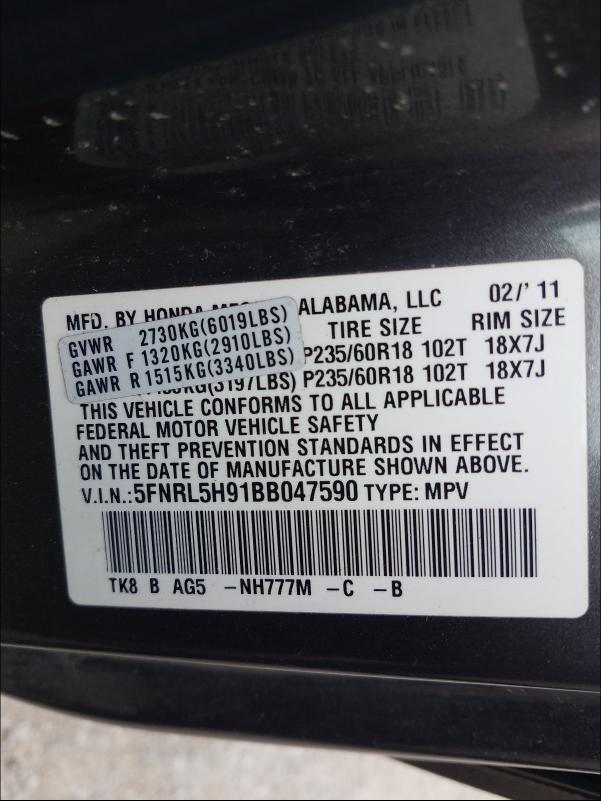 MFD. BY HONDA ALABAMA, LLC 02/'11
TIRE SIZE RIM SIZE
GVWR 2730KG(6019LBS)
GAWR F 1320KG(2910LBS) P235/60R18 102T 18X7J
GAWR R 1515KG(3340LBS)
(3197LBS) P235/60R18 102T 18X7J
THIS VEHICLE CONFORMS TO ALL APPLICABLE
FEDERAL MOTOR VEHICLE SAFETY
AND THEFT PREVENTION STANDARDS IN EFFECT
ON THE DATE OF MANUFACTURE SHOWN ABOVE.
V.I.N.:5FNRL5H91BB047590 TYPE: MPV
TK8 B AG5 -NH777M -C -B